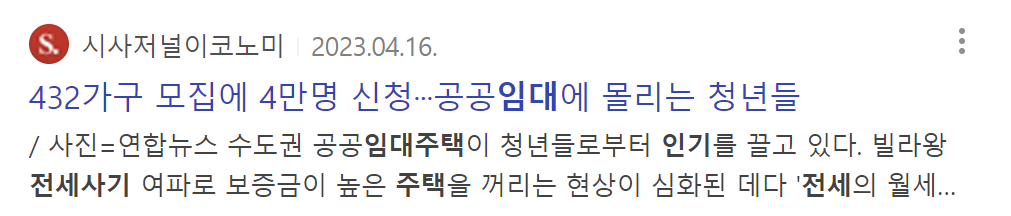 S.
시사저널이코노미 2023.04.16.
432가구 모집에 4만명 신청…공공임대에 몰리는 청년들
/ 사진=연합뉴스 수도권 공공임대주택이 청년들로부터 인기를 끌고 있다. 빌라왕
전세사기 여파로 보증금이 높은 주택을 꺼리는 현상이 심화된 데다 '전세의 월세...